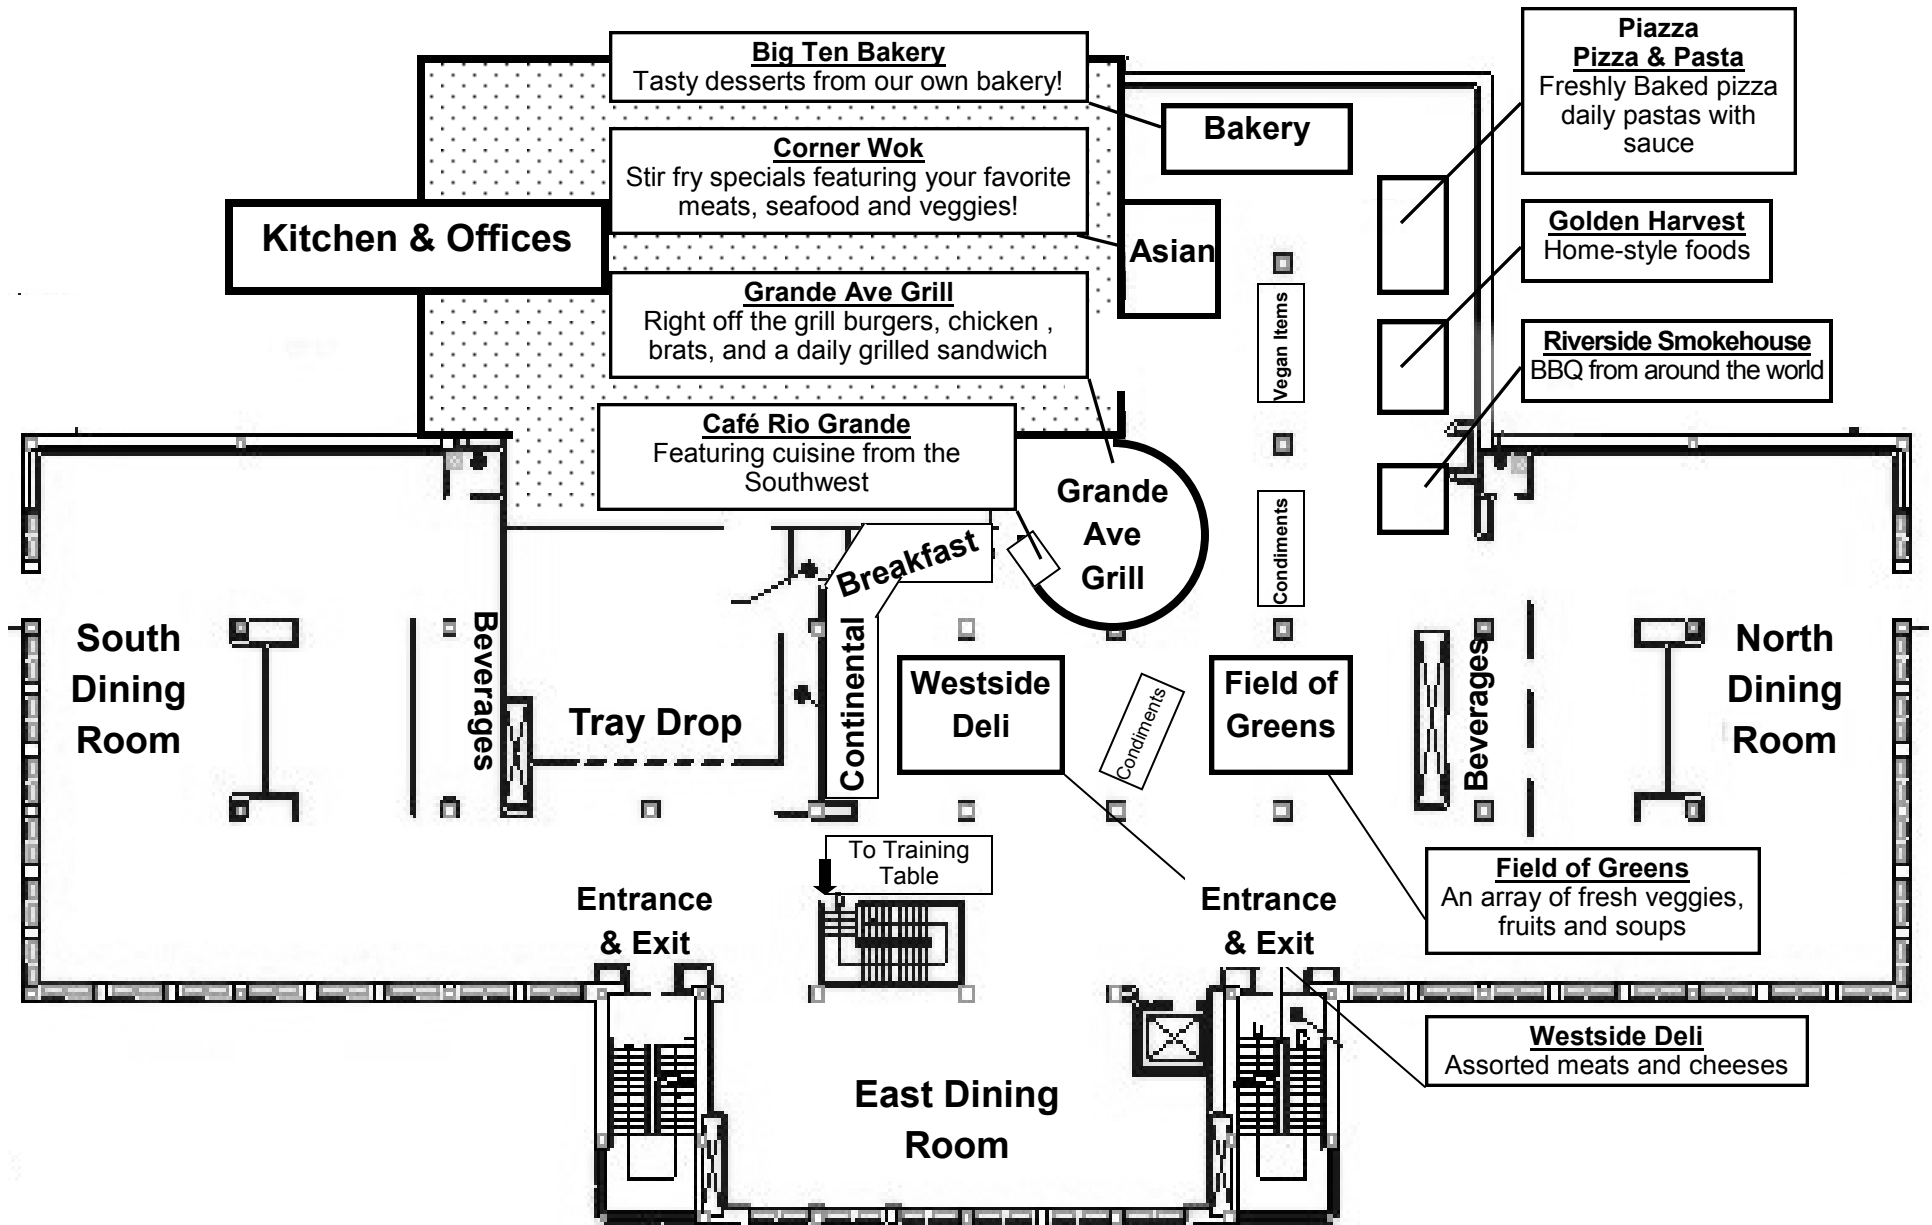 Big Ten Bakery
Tasty desserts from our own bakery!
Piazza
Pizza & Pasta
Freshly Baked pizza
daily pastas with
sauce
Bakery
Corner Wok
Stir fry specials featuring your favorite
meats, seafood and veggies!
Kitchen & Offices
Asian
Golden Harvest
Home-style foods
Grande Ave Grill
Right off the grill burgers, chicken ,
brats, and a daily grilled sandwich
Vegan Items
Riverside Smokehouse
BBQ from around the world
Café Rio Grande
Featuring cuisine from the
Southwest
Grande
Ave
Grill
Condiments
Breakfast
Continental
South
Dining
Room
Beverages
Tray Drop
Westside
Deli
Condiments
Field of
Greens
Beverages
North
Dining
Room
To Training
Table
Entrance
& Exit
Entrance
& Exit
Field of Greens
An array of fresh veggies,
fruits and soups
Westside Deli
Assorted meats and cheeses
East Dining
Room